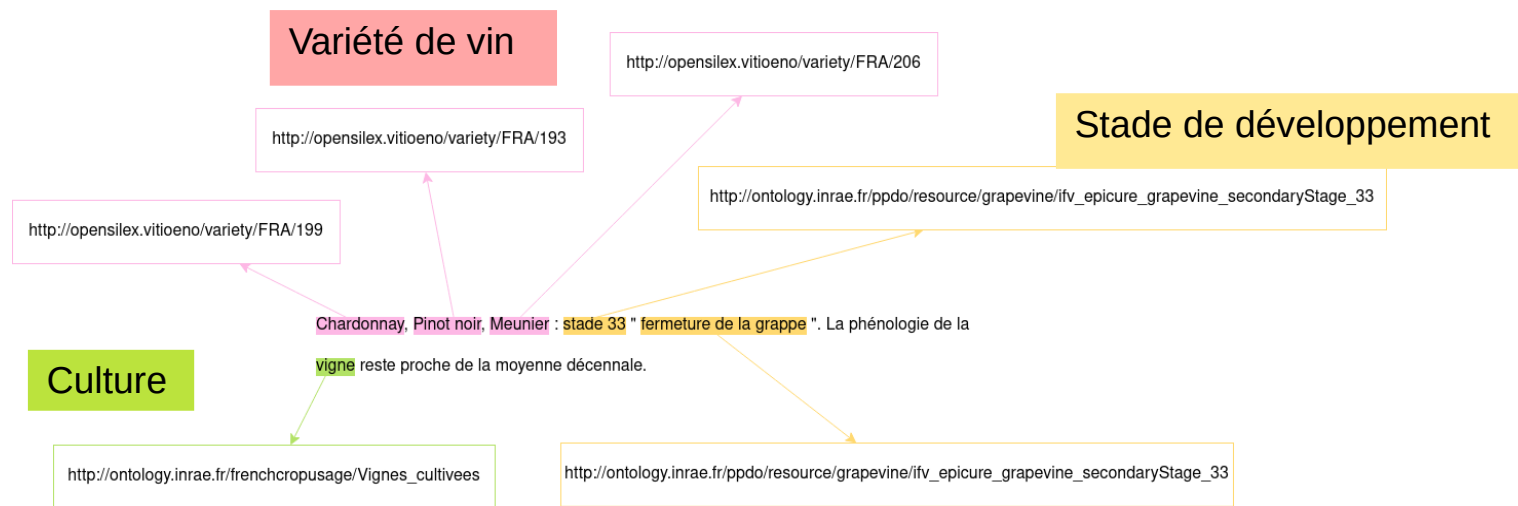 Variété de vin
http://opensilex.vitioeno/variety/FRA/206
Stade de développement
http://opensilex.vitioeno/variety/FRA/193
http://ontology.inrae.fr/ppdo/resource/grapevine/ifv_epicure_grapevine_secondaryStage_33
http://opensilex.vitioeno/variety/FRA/199
Chardonnay, Pinot noir, Meunier : stade 33 " fermeture de la grappe ". La phénologie de la
vigne reste proche de la moyenne décennale.
Culture
http://ontology.inrae.fr/frenchcropusage/Vignes_cultivees
http://ontology.inrae.fr/ppdo/resource/grapevine/ifv_epicure_grapevine_secondaryStage_33